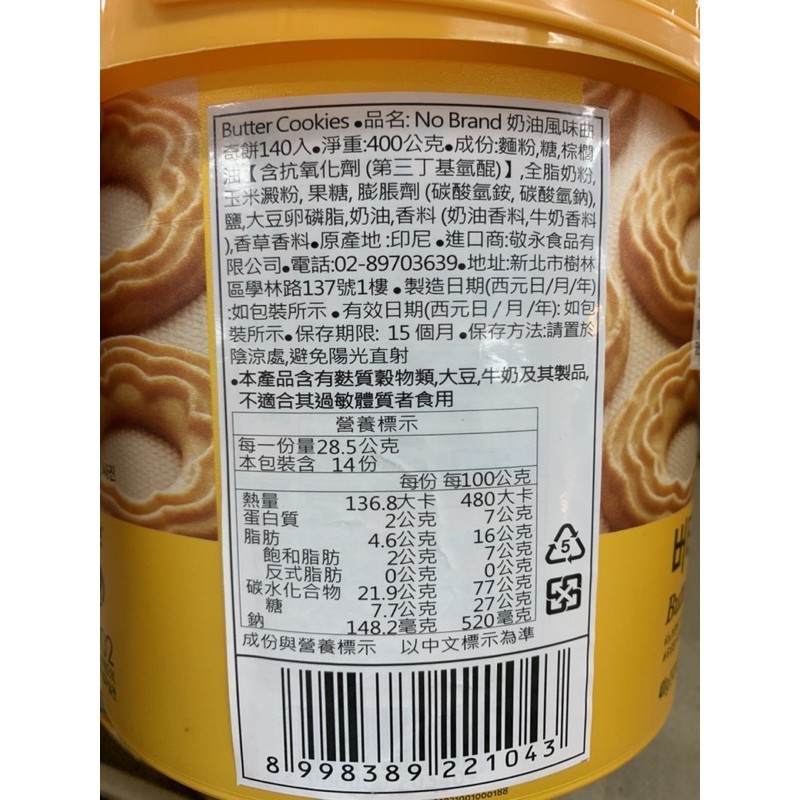 Butter Cookies ●品名: No Brand 奶油風味曲
奇餅140入●淨重:400公克●成份:麵粉,糖,棕櫚
油【含抗氧化劑 (第三丁基氫醌)】,全脂奶粉,
玉米澱粉, 果糖, 膨脹劑 (碳酸氫銨, 碳酸氫鈉),
鹽,大豆卵磷脂,奶油,香料 (奶油香料,牛奶香料
),香草香料●原產地 :印尼 ●進口商:敬永食品有
限公司●電話:02-89703639●地址:新北市樹林
區學林路137號1樓 ●製造日期(西元日/月/年)
:如包裝所示 ●有效日期(西元日 / 月 /年): 如包
裝所示●保存期限: 15 個月●保存方法:請置於
陰涼處,避免陽光直射
●本產品含有麩質穀物類,大豆,牛奶及其製品,
不適合其過敏體質者食用
營養標示
每一份量28.5公克
本包裝含 14份
每份 每100公克
熱量 136.8大卡 480大卡
蛋白質 2公克 7公克
脂肪 4.6公克 16公克
飽和脂肪 2公克 7公克
反式脂肪 0公克 0公克
碳水化合物 21.9公克 77公克
糖 7.7公克 27公克
鈉 148.2毫克 520毫克
成份與營養標示 以中文標示為準
5
8 998389 221043
버